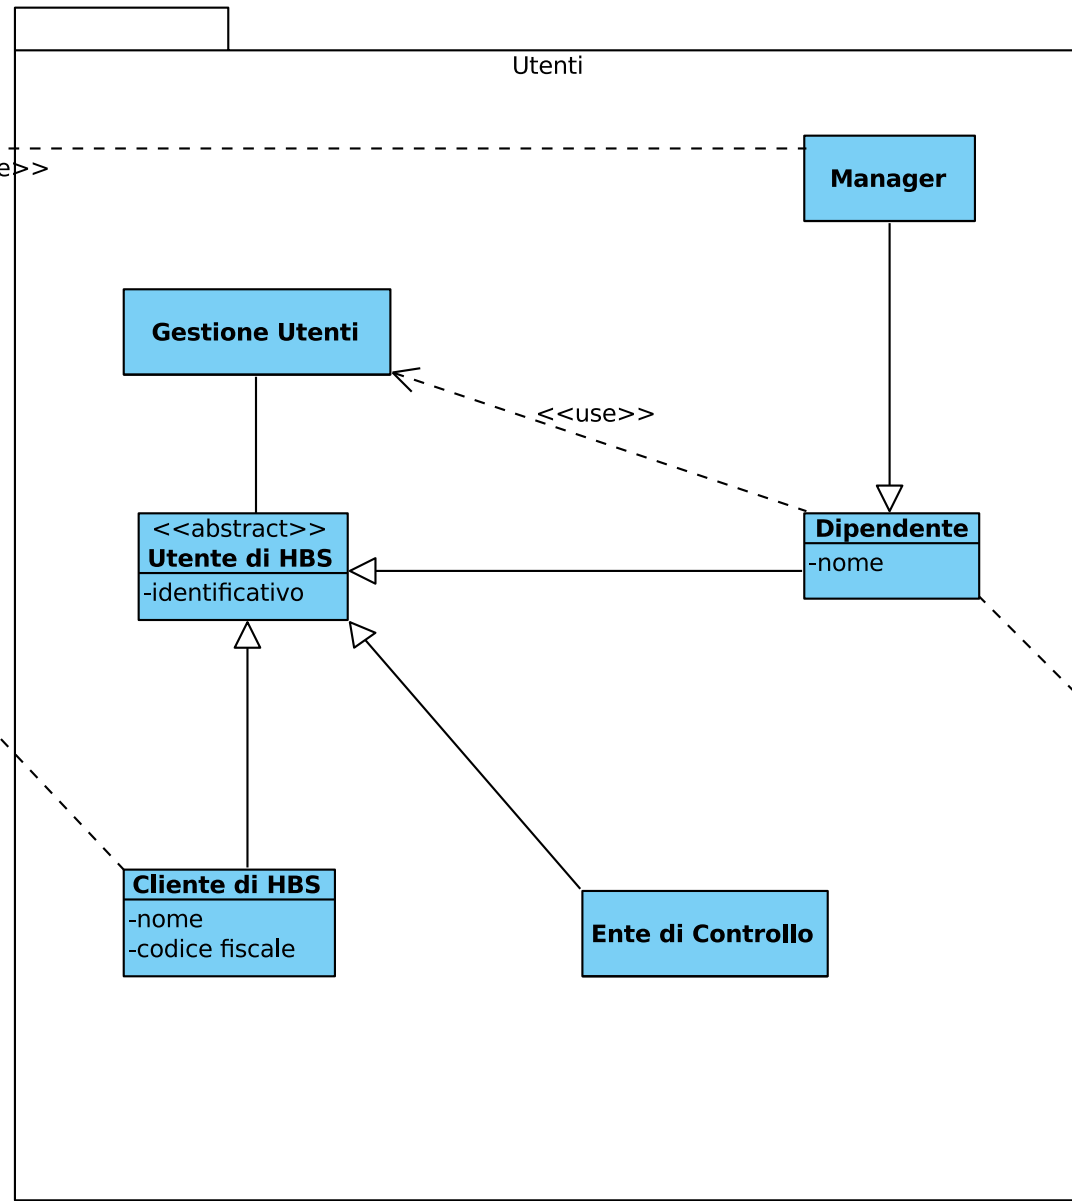 Utenti
e>>
Manager
Gestione Utenti
<<use>>
<<abstract>>
Utente di HBS
-identificativo
Dipendente
-nome
Cliente di HBS
-nome
-codice fiscale
Ente di Controllo